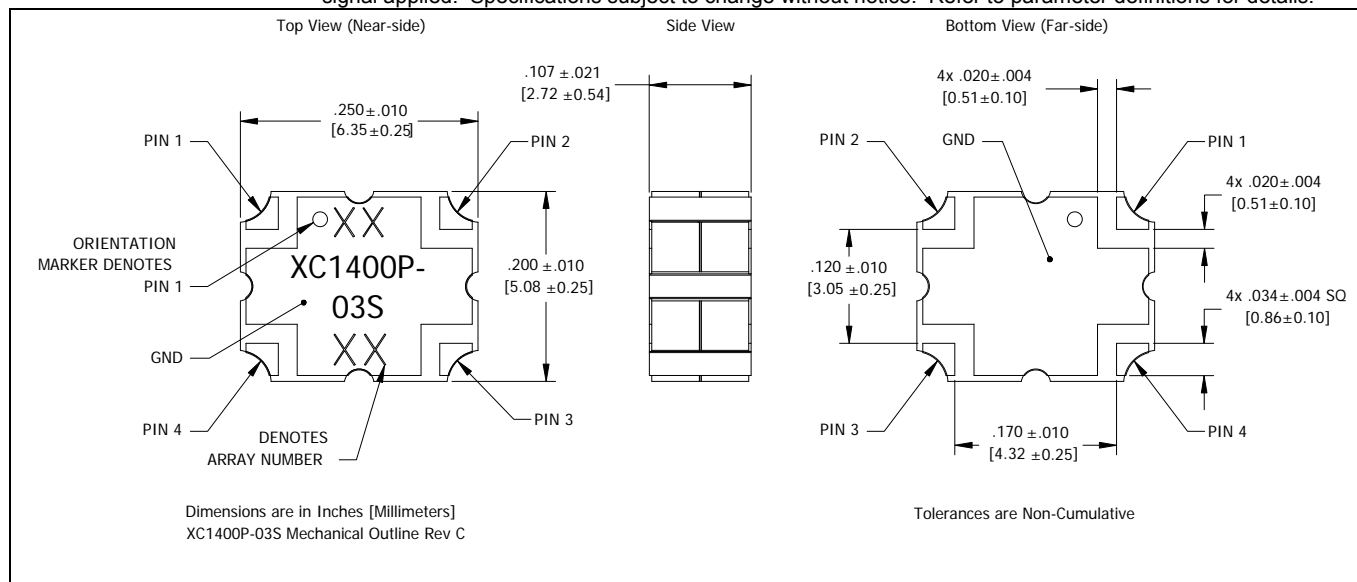 signal applied. Specifications subject to change without notice. Refer to parameter definitions for details.
Top View (Near-side)
Side View
Bottom View (Far-side)
.250±.010
[6.35±0.25]
PIN 1
PIN 2
ORIENTATION
MARKER DENOTES
PIN 1
XX
XC1400P-
03S
XX
.200 ±.010
[5.08 ±0.25]
GND
PIN 4
PIN 3
DENOTES
ARRAY NUMBER
.107 ±.021
[2.72 ±0.54]
4x .020±.004
[0.51±0.10]
PIN 2
GND
PIN 1
4x .020±.004
[0.51±0.10]
.120 ±.010
[3.05 ±0.25]
4x .034±.004 SQ
[0.86±0.10]
PIN 3
PIN 4
.170 ±.010
[4.32 ±0.25]
Dimensions are in Inches [Millimeters]
XC1400P-03S Mechanical Outline Rev C
Tolerances are Non-Cumulative